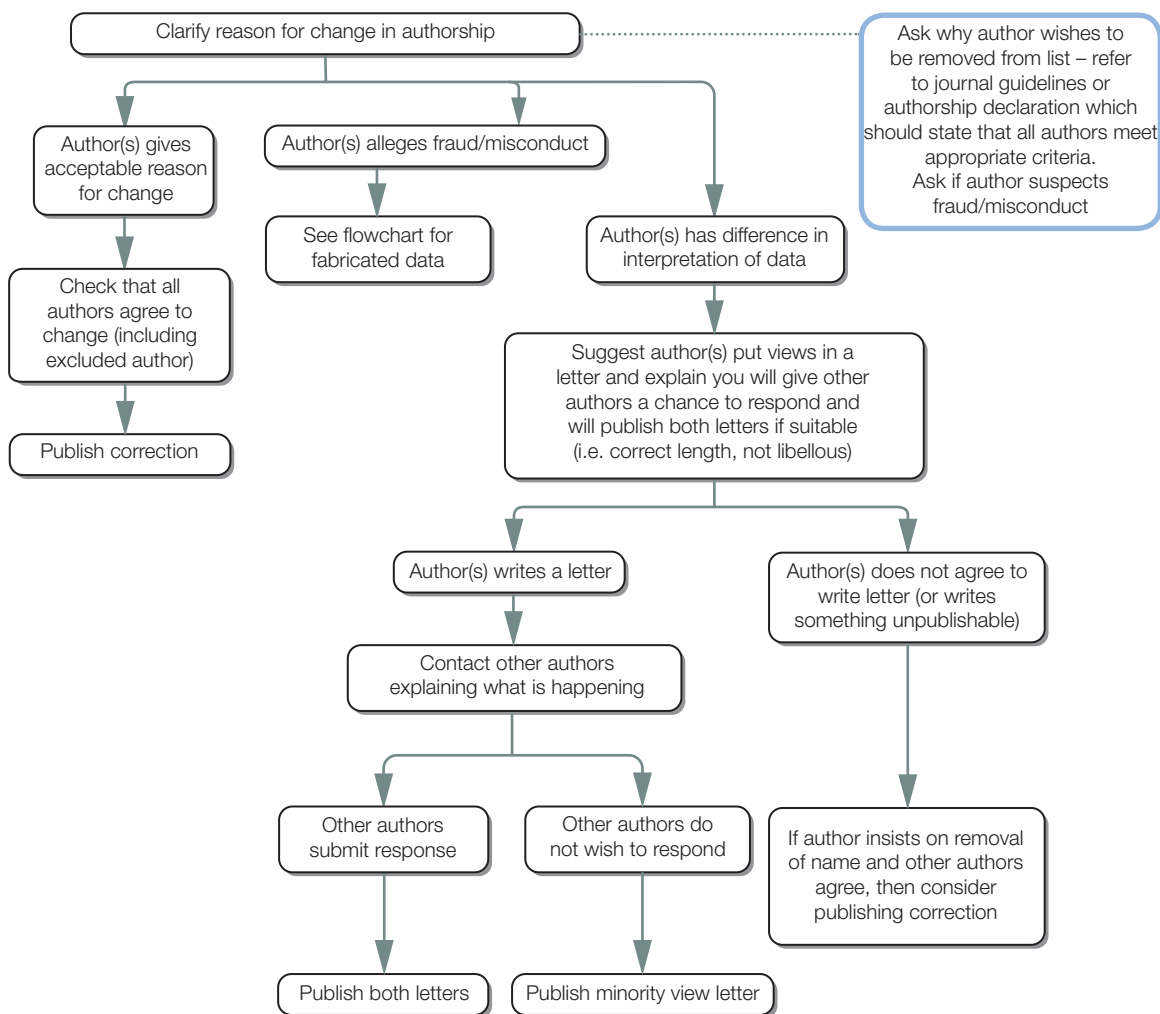 Clarify reason for change in authorship
Ask why author wishes to
be removed from list – refer
to journal guidelines or
authorship declaration which
should state that all authors meet
appropriate criteria.
Ask if author suspects
fraud/misconduct
Author(s) gives
acceptable reason
for change
Author(s) alleges fraud/misconduct
See flowchart for
fabricated data
Author(s) has difference in
interpretation of data
Check that all
authors agree to
change (including
excluded author)
Publish correction
Suggest author(s) put views in a
letter and explain you will give other
authors a chance to respond and
will publish both letters if suitable
(i.e. correct length, not libellous)
Author(s) writes a letter
Author(s) does not agree to
write letter (or writes
something unpublishable)
Contact other authors
explaining what is happening
Other authors
submit response
Other authors do
not wish to respond
If author insists on removal
of name and other authors
agree, then consider
publishing correction
Publish both letters
Publish minority view letter